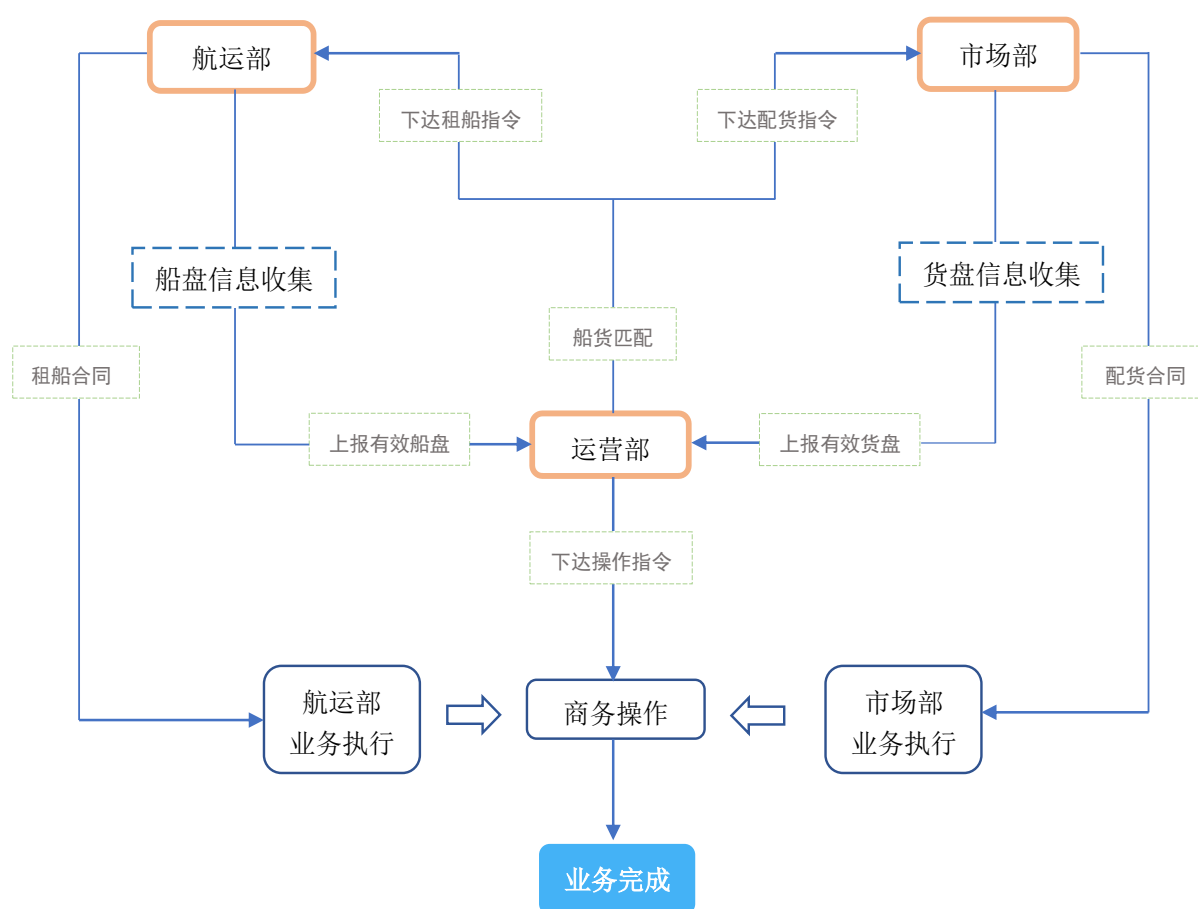 航运部
市场部
下达租船指令
下达配货指令
船盘信息收集
货盘信息收集
船货匹配
租船合同
配货合同
上报有效船盘
运营部
上报有效货盘
下达操作指令
航运部
业务执行
商务操作
市场部
业务执行
业务完成